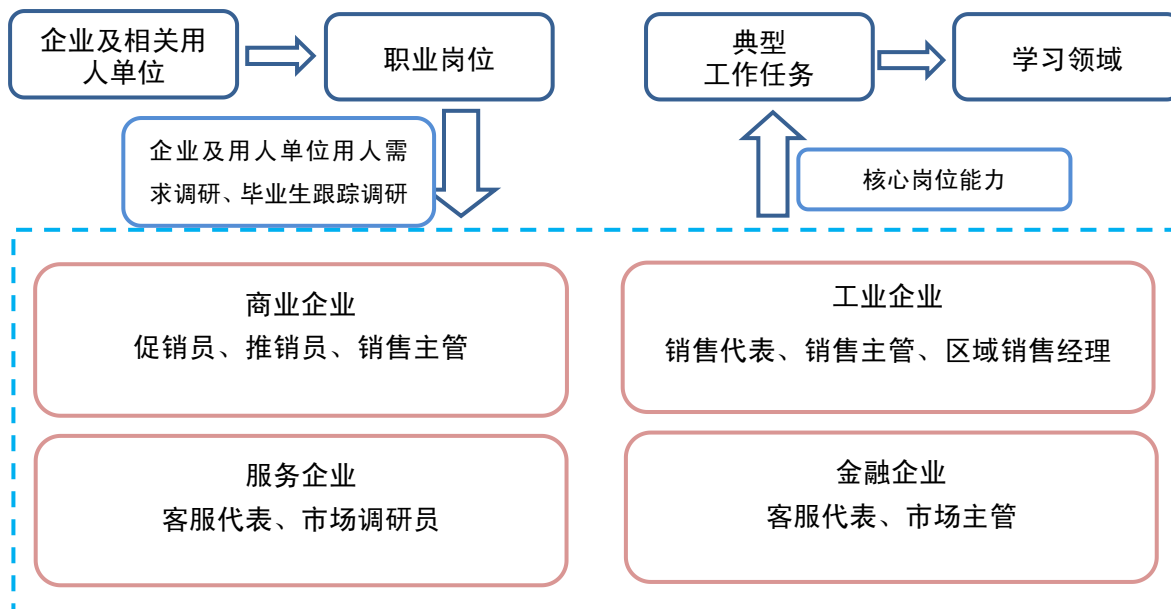 企业及相关用
人单位
职业岗位
典型
工作任务
学习领域
企业及用人单位用人需
求调研、毕业生跟踪调研
核心岗位能力
商业企业
促销员、推销员、销售主管
工业企业
销售代表、销售主管、区域销售经理
服务企业
客服代表、市场调研员
金融企业
客服代表、市场主管